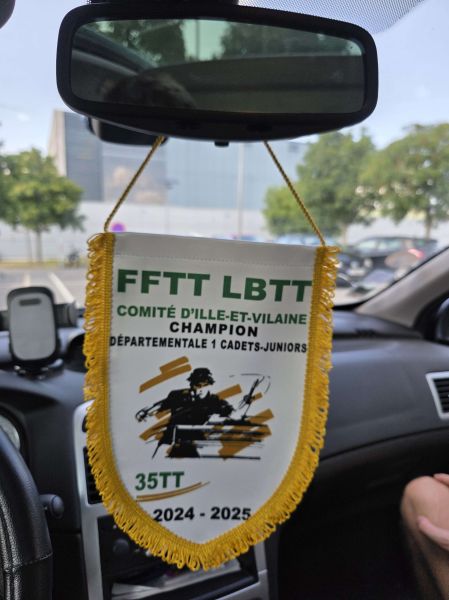 FFTT LBTT
COMITÉ D'ILLE-ET-VILAINE
CHAMPION
DÉPARTEMENTALE 1 CADETS-JUNIORS
35TT
2024 - 2025